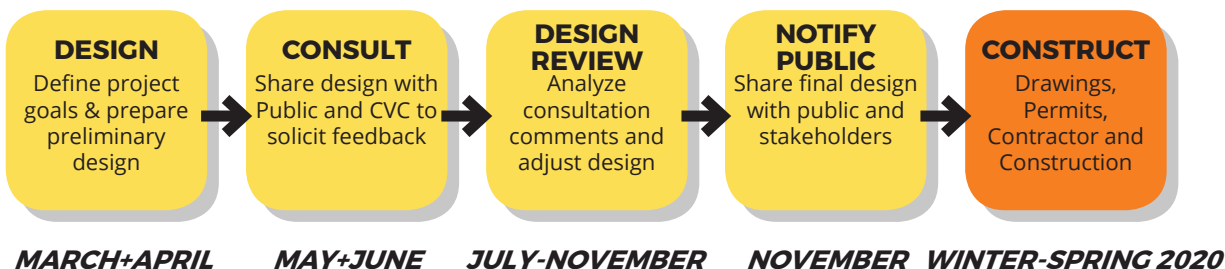 DESIGN
Define project
goals & prepare
preliminary
design
CONSULT
Share design with
Public and CVC to
solicit feedback
DESIGN
REVIEW
Analyze
consultation
comments and
adjust design
NOTIFY
PUBLIC
Share final design
with public and
stakeholders
CONSTRUCT
Drawings,
Permits,
Contractor and
Construction
MARCH+APRIL
MAY+JUNE
JULY-NOVEMBER
NOVEMBER
WINTER-SPRING 2020